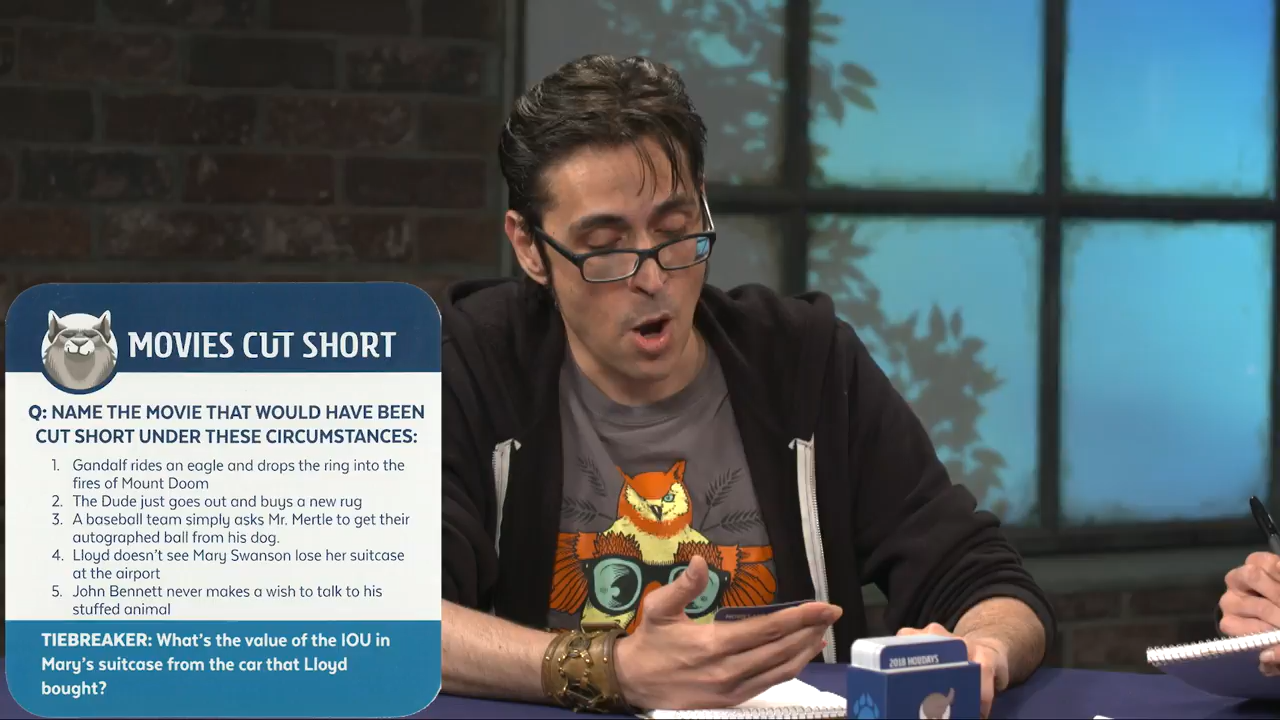 MOVIES CUT SHORT
Q: NAME THE MOVIE THAT WOULD HAVE BEEN
CUT SHORT UNDER THESE CIRCUMSTANCES:
1. Gandalf rides an eagle and drops the ring into the
fires of Mount Doom
2. The Dude just goes out and buys a new rug
3. A baseball team simply asks Mr. Mertle to get their
autographed ball from his dog.
4. Lloyd doesn't see Mary Swanson lose her suitcase
at the airport
5. John Bennett never makes a wish to talk to his
stuffed animal
TIEBREAKER: What's the value of the IOU in
Mary's suitcase from the car that Lloyd
bought?
2018 HOLIDAYS